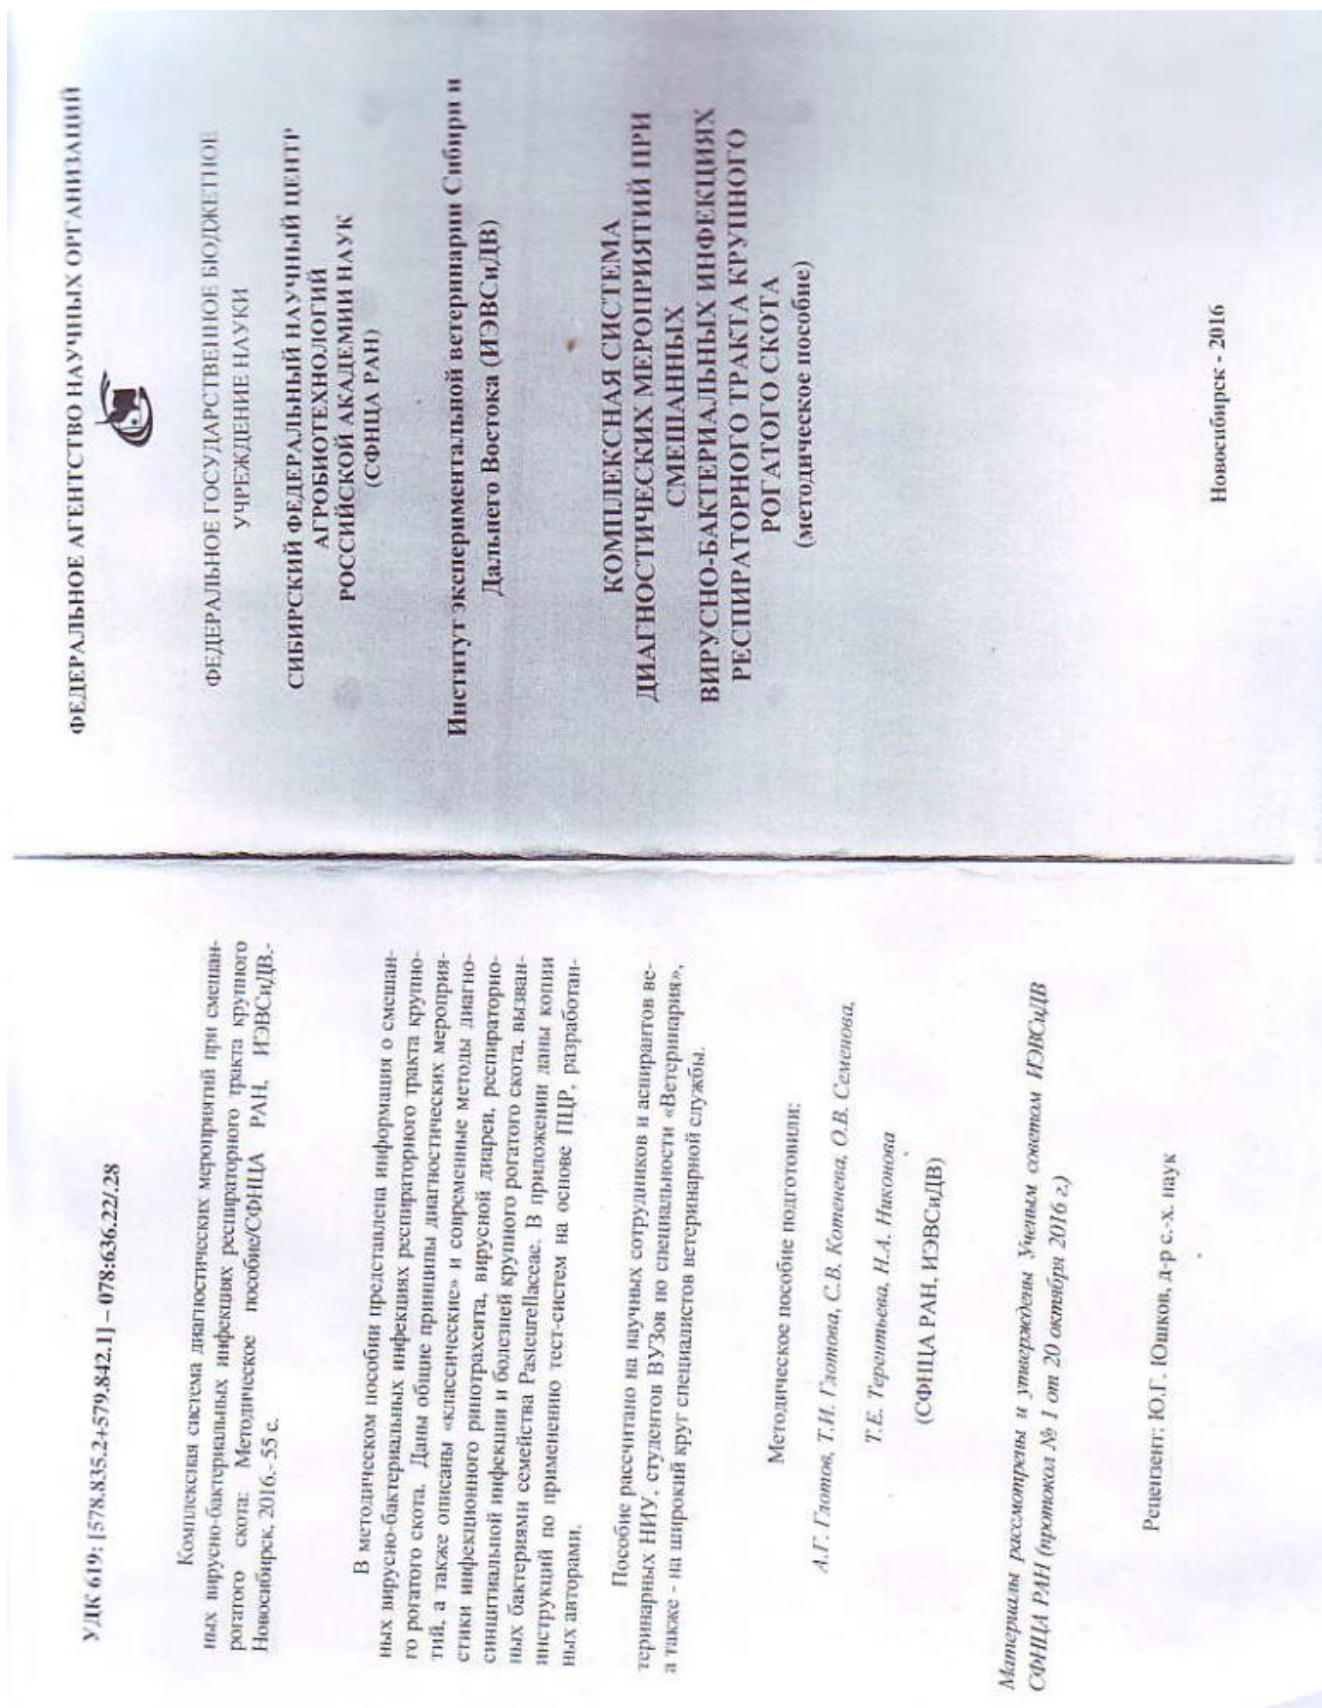 УДК 619: [578.835.2+579.842.1] – 078:636.22/.28
Комплексная система диагностических мероприятий при смешан-
ных вирусно-бактериальных инфекциях респираторного тракта крупного
рогатого скота: Методическое пособие/СФНЦА РАН, ИЭВСиДВ.-
Новосибирск, 2016.- 55 с.
В методическом пособии представлена информация о смешан-
ных вирусно-бактериальных инфекциях респираторного тракта крупно-
го рогатого скота. Даны общие принципы диагностических мероприя-
тий, а также описаны «классические» и современные методы диагно-
стики инфекционного ринотрахеита, вирусной диареи, респираторно-
синцитиальной инфекции и болезней крупного рогатого скота, вызван-
ных бактериями семейства Pasteurellaceae. В приложении даны копии
инструкций по применению тест-систем на основе ПЦР, разработан-
ных авторами.
Пособие рассчитано на научных сотрудников и аспирантов ве-
теринарных НИУ, студентов ВУЗов по специальности «Ветеринария»,
а также - на широкий круг специалистов ветеринарной службы.
Методическое пособие подготовили:
А.Г. Глотов, Т.И. Глотова, С.В. Котенева, О.В. Семенова,
Т.Е. Терентьева, Н.А. Никонова
(СФНЦА РАН, ИЭВСиДВ)
Материалы рассмотрены и утверждены Ученым советом ИЭВСиДВ
СФНЦА РАН (протокол № 1 от 20 октября 2016 г.)
Рецензент: Ю.Г. Юшков, д-р с.-х. наук
ФЕДЕРАЛЬНОЕ АГЕНТСТВО НАУЧНЫХ ОРГАНИЗАЦИЙ
ФЕДЕРАЛЬНОЕ ГОСУДАРСТВЕННОЕ БЮДЖЕТНОЕ
УЧРЕЖДЕНИЕ НАУКИ
СИБИРСКИЙ ФЕДЕРАЛЬНЫЙ НАУЧНЫЙ ЦЕНТР
АГРОБИОТЕХНОЛОГИЙ
РОССИЙСКОЙ АКАДЕМИИ НАУК
(СФНЦА РАН)
Институт экспериментальной ветеринарии Сибири и
Дальнего Востока (ИЭВСиДВ)
КОМПЛЕКСНАЯ СИСТЕМА
ДИАГНОСТИЧЕСКИХ МЕРОПРИЯТИЙ ПРИ
СМЕШАННЫХ
ВИРУСНО-БАКТЕРИАЛЬНЫХ ИНФЕКЦИЯХ
РЕСПИРАТОРНОГО ТРАКТА КРУПНОГО
РОГАТОГО СКОТА
(методическое пособие)
Новосибирск - 2016